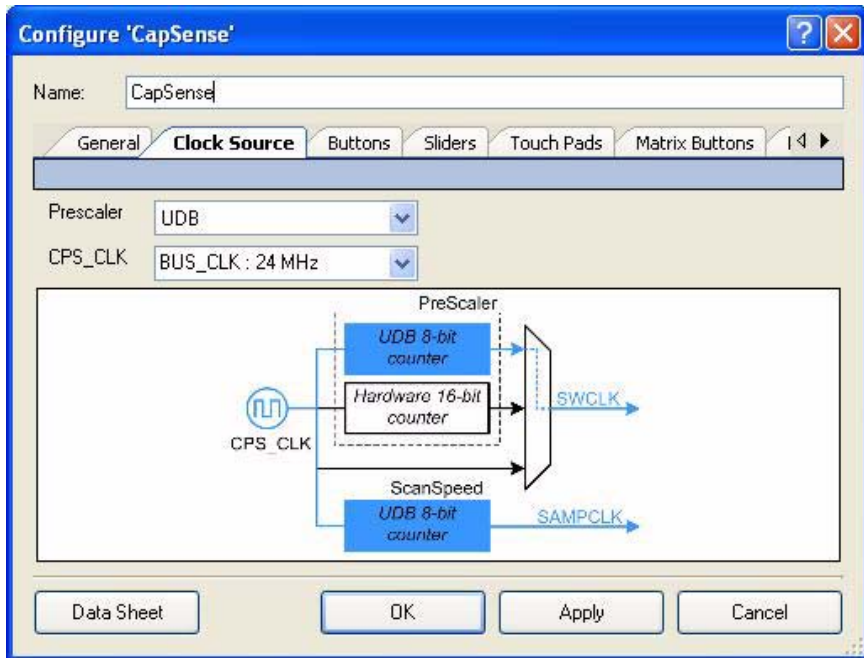 Configure 'CapSense'
Name: CapSense
General Clock Source Buttons Sliders Touch Pads Matrix Buttons
Prescaler UDB
CPS_CLK BUS_CLK : 24 MHz
PreScaler
UDB 8-bit
counter
Hardware 16-bit
counter
SWCLK
CPS_CLK
ScanSpeed
UDB 8-bit
counter
SAMPCLK
Data Sheet OK Apply Cancel